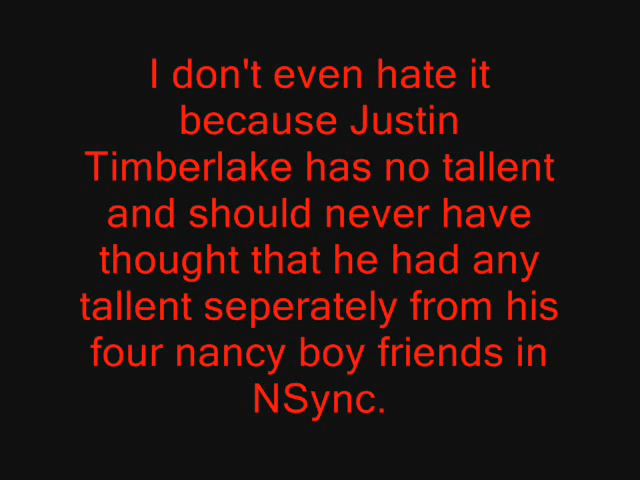 I don't even hate it
because Justin
Timberlake has no tallent
and should never have
thought that he had any
tallent seperately from his
four nancy boy friends in
NSync.